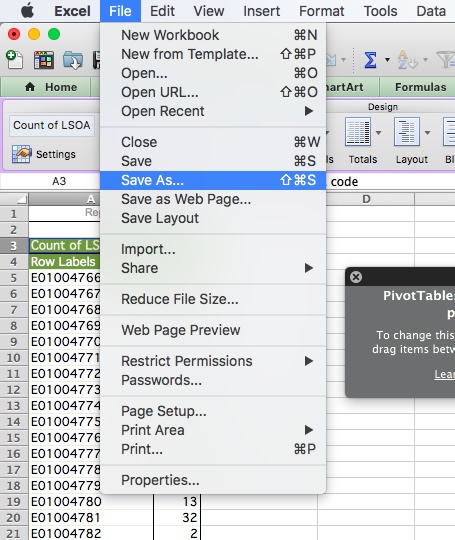 Excel File Edit View Insert Format Tools Data
New Workbook ⌘N
New from Template... ⇧⌘P
Open... ⌘O
Open URL... ⇧⌘O
Open Recent ▶
Close ⌘W
Save ⌘S
Save As... ⇧⌘S
Save as Web Page...
Save Layout
Import...
Share ▶
Reduce File Size...
Web Page Preview
Restrict Permissions ▶
Passwords...
Page Setup...
Print Area ▶
Print... ⌘P
Properties...
Home martArt Formulas
Design
Count of LSOA
Settings Totals Layout Bl
A3 code
A D
1 Rep
2
3 Count of LS
4 Row Labels
5 E01004766
6 E01004767
7 E01004768
8 E01004769
9 E01004770
10 E01004771
11 E01004772
12 E01004773
13 E01004774
14 E01004775
15 E01004776
16 E01004777
17 E01004778
18 E01004779
19 E01004780 13
20 E01004781 32
21 E01004782 2
PivotTable
p
To change this
drag items betw
Lear